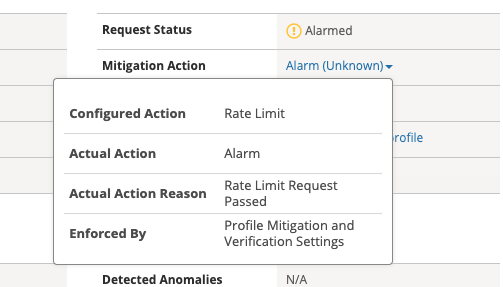 Request Status Alarmed
Mitigation Action Alarm (Unknown)
Configured Action Rate Limit
rofile
Actual Action Alarm
Actual Action Reason Rate Limit Request
Passed
Enforced By Profile Mitigation and
Verification Settings
Detected Anomalies N/A